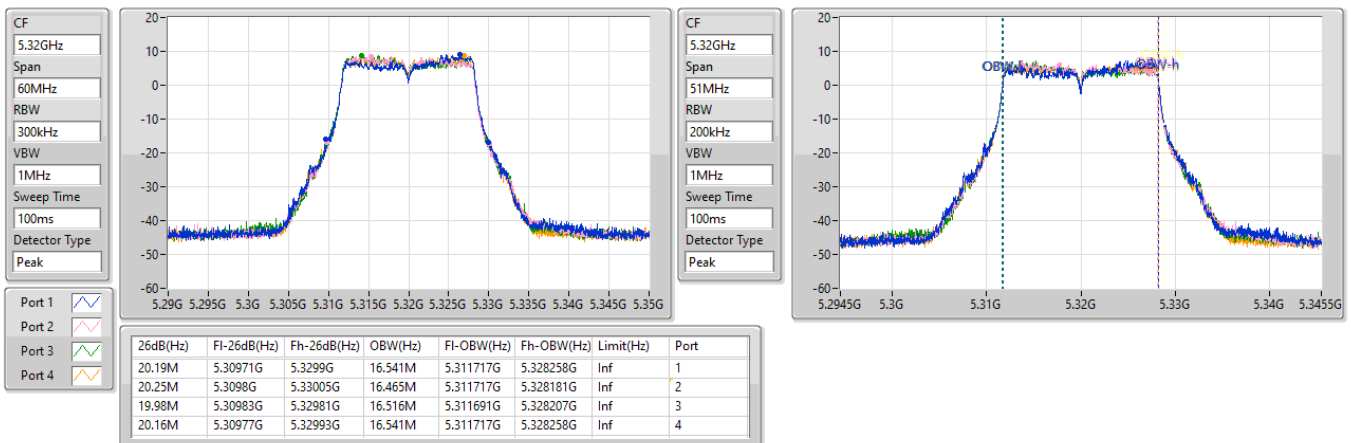 CF
5.32GHz
Span
60MHz
RBW
300kHz
VBW
1MHz
Sweep Time
100ms
Detector Type
Peak
20
10
0
-10
-20
-30
-40
-50
-60
5.29G 5.295G 5.30G 5.305G 5.31G 5.315G 5.32G 5.325G 5.33G 5.335G 5.34G 5.345G 5.35G
CF
5.32GHz
Span
51MHz
RBW
200kHz
VBW
1MHz
Sweep Time
100ms
Detector Type
Peak
20
10
0
-10
-20
-30
-40
-50
-60
OBW-h
5.2945G 5.3G 5.31G 5.32G 5.33G 5.34G 5.3455G
Port 1
Port 2
Port 3
Port 4
26dB(Hz) Fl-26dB(Hz) Fh-26dB(Hz) OBW(Hz) Fl-OBW(Hz) Fh-OBW(Hz) Limit(Hz) Port
20.19M 5.30971G 5.3299G 16.541M 5.311717G 5.328258G Inf 1
20.25M 5.3098G 5.33005G 16.465M 5.311717G 5.328181G Inf 2
19.98M 5.30983G 5.32981G 16.516M 5.311691G 5.328207G Inf 3
20.16M 5.30977G 5.32993G 16.541M 5.311717G 5.328258G Inf 4